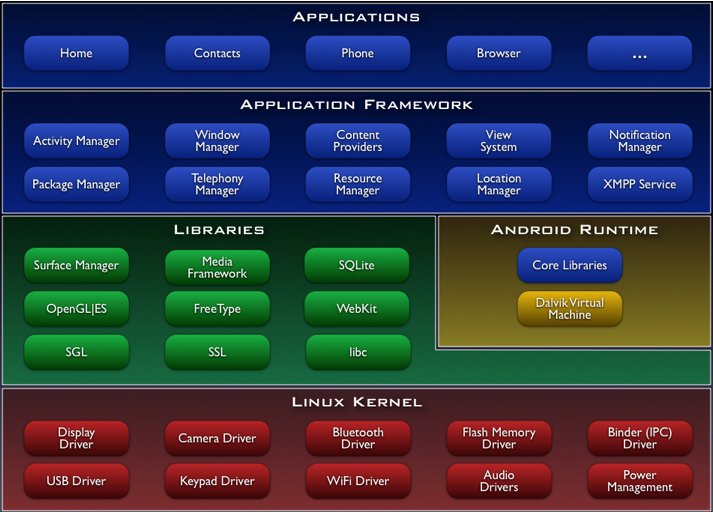 APPLICATIONS
Home
Contacts
Phone
Browser
...
APPLICATION FRAMEWORK
Activity Manager
Window
Manager
Content
Providers
View
System
Notification
Manager
Package Manager
Telephony
Manager
Resource
Manager
Location
Manager
XMPP Service
LIBRARIES
Surface Manager
Media
Framework
SQLite
OpenGL|ES
FreeType
WebKit
SGL
SSL
libc
ANDROID RUNTIME
Core Libraries
Dalvik Virtual
Machine
LINUX KERNEL
Display
Driver
Camera Driver
Bluetooth
Driver
Flash Memory
Driver
Binder (IPC)
Driver
USB Driver
Keypad Driver
WiFi Driver
Audio
Drivers
Power
Management